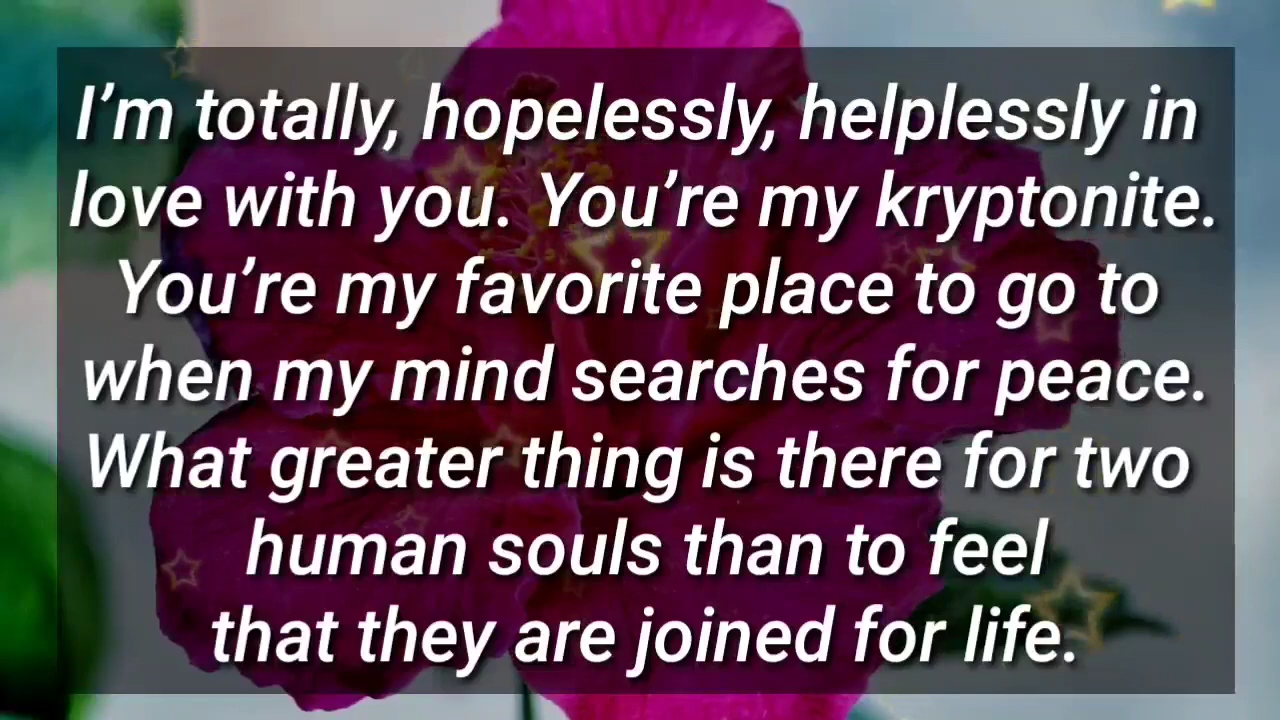 I’m totally, hopelessly, helplessly in
love with you. You’re my kryptonite.
You’re my favorite place to go to
when my mind searches for peace.
What greater thing is there for two
human souls than to feel
that they are joined for life.